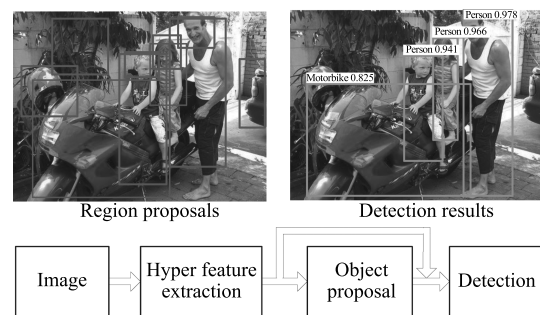 Person 0.978
Person 0.966
Person 0.941
Motorbike 0.825
Region proposals
Detection results
Image
Hyper feature
extraction
Object
proposal
Detection